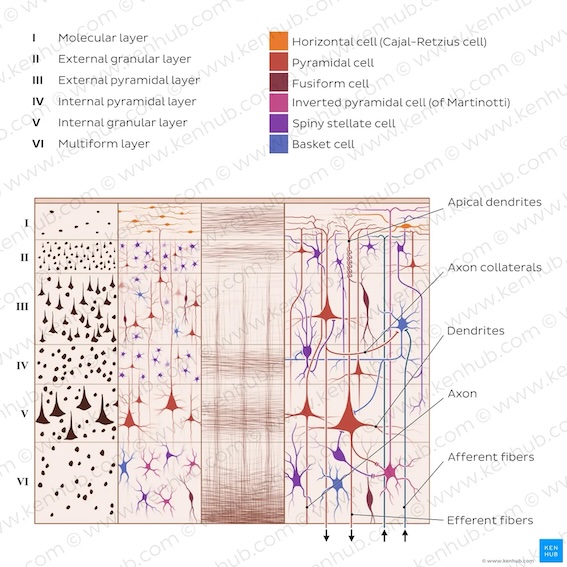 I Molecular layer
II External granular layer
III External pyramidal layer
IV Internal pyramidal layer
V Internal granular layer
VI Multiform layer
Horizontal cell (Cajal-Retzius cell)
Pyramidal cell
Fusiform cell
Inverted pyramidal cell (of Martinotti)
Spiny stellate cell
Basket cell
I
II
III
IV
V
VI
Apical dendrites
Axon collaterals
Dendrites
Axon
Afferent fibers
Efferent fibers
KEN
HUB
© www.kenhub.com